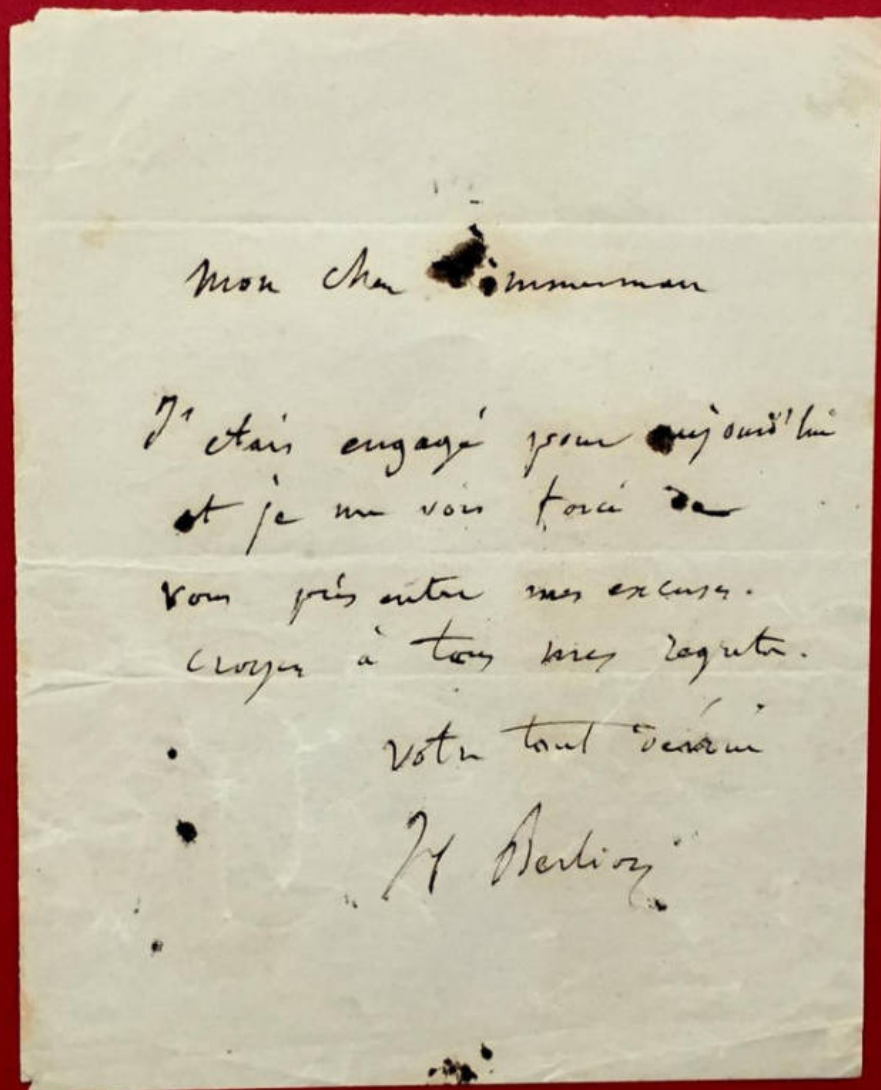 Mon cher Zimmerman
J'étais engagé pour aujourd'hui
et je me vois forcé de
vous présenter mes excuses.
Croyez à tous mes regrets.
Votre tout dévoué
H Berlioz